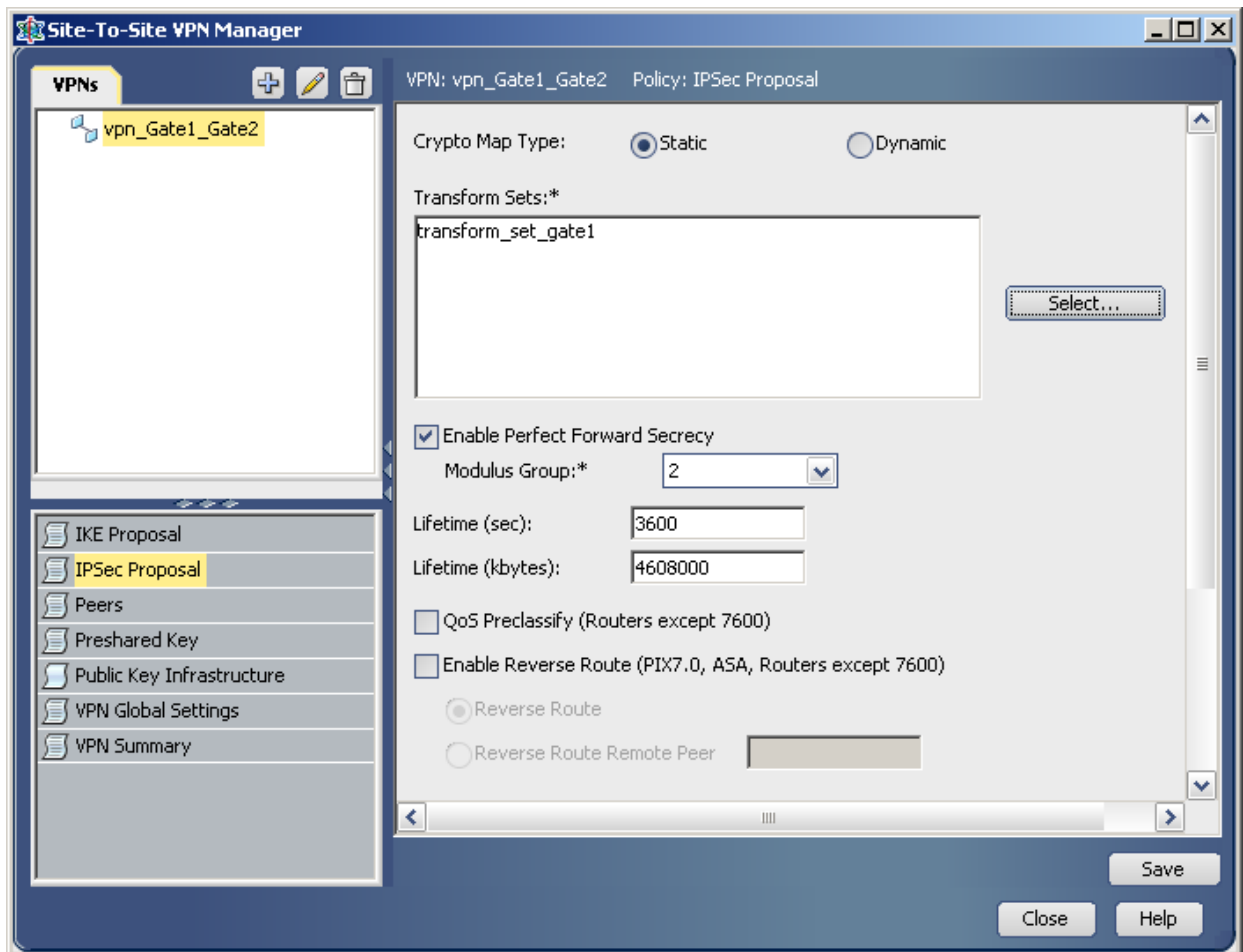 Site-To-Site VPN Manager
VPNs
vpn_Gate1_Gate2
IKE Proposal
IPSec Proposal
Peers
Preshared Key
Public Key Infrastructure
VPN Global Settings
VPN Summary
VPN: vpn_Gate1_Gate2 Policy: IPSec Proposal
Crypto Map Type: Static Dynamic
Transform Sets:*
transform_set_gate1
Select...
Enable Perfect Forward Secrecy
Modulus Group:* 2
Lifetime (sec): 3600
Lifetime (kbytes): 4608000
QoS Preclassify (Routers except 7600)
Enable Reverse Route (PIX7.0, ASA, Routers except 7600)
Reverse Route
Reverse Route Remote Peer
Save
Close Help